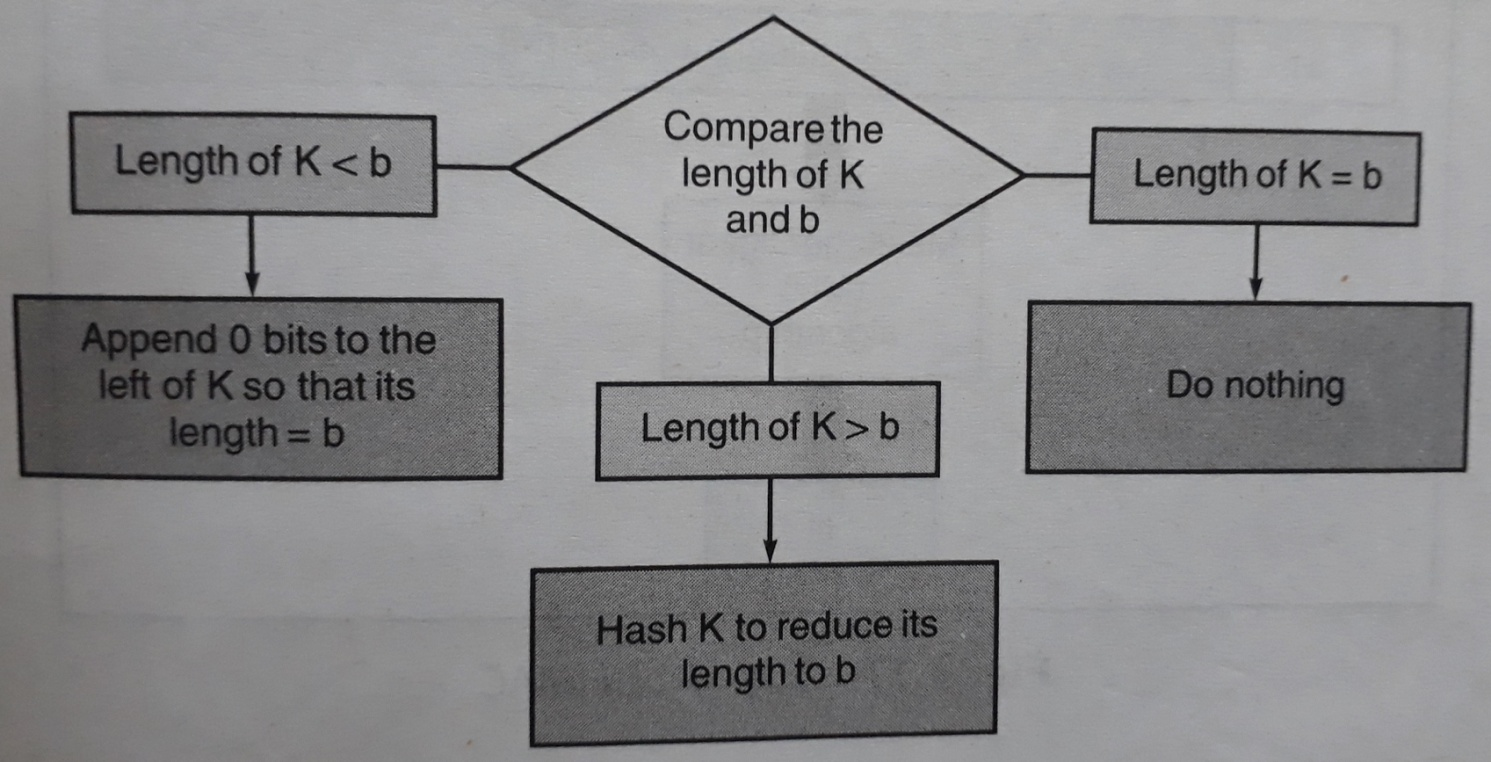 Compare the
length of K
and b
Length of K < b
Append 0 bits to the
left of K so that its
length = b
Length of K > b
Hash K to reduce its
length to b
Length of K = b
Do nothing